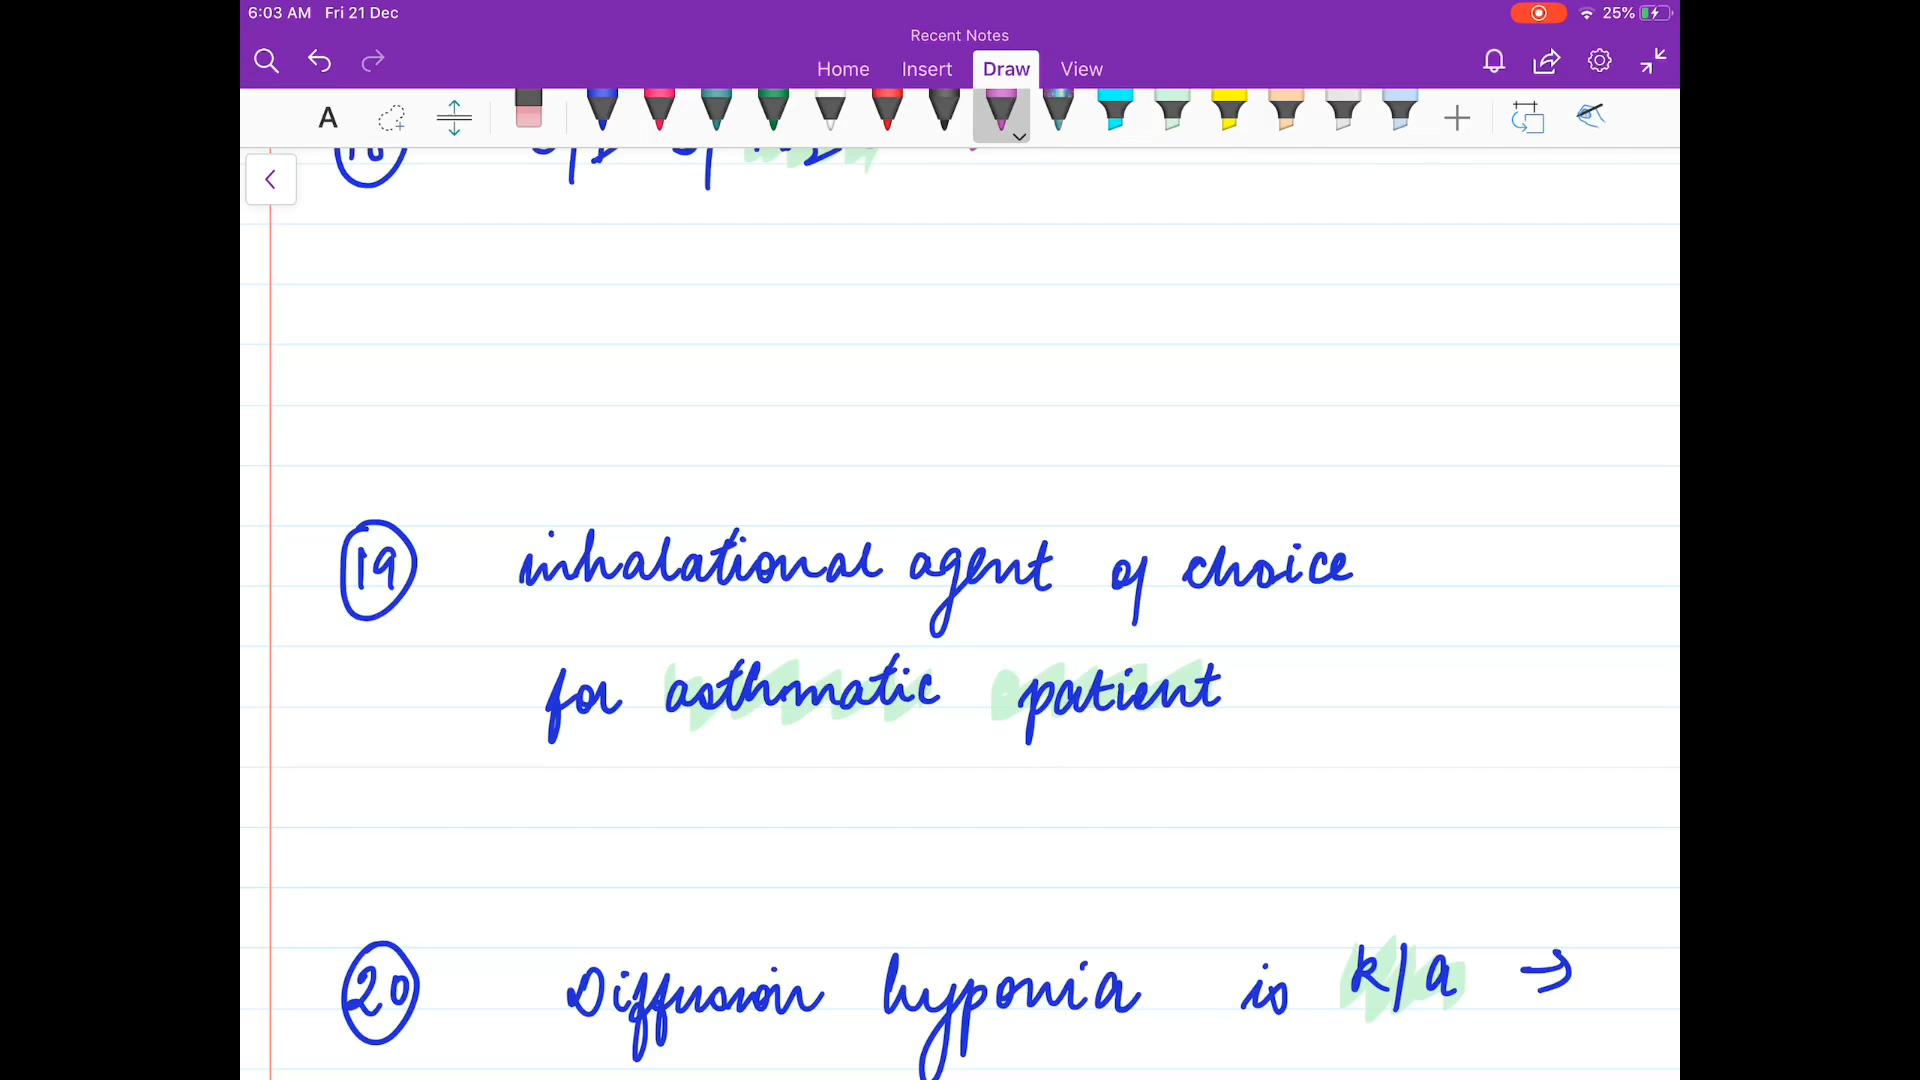 6:03 AM Fri 21 Dec
25%
Recent Notes
Home Insert Draw View
A
19 inhalational agent of choice
for asthmatic patient
20 Diffusion hypoxia is k/a →